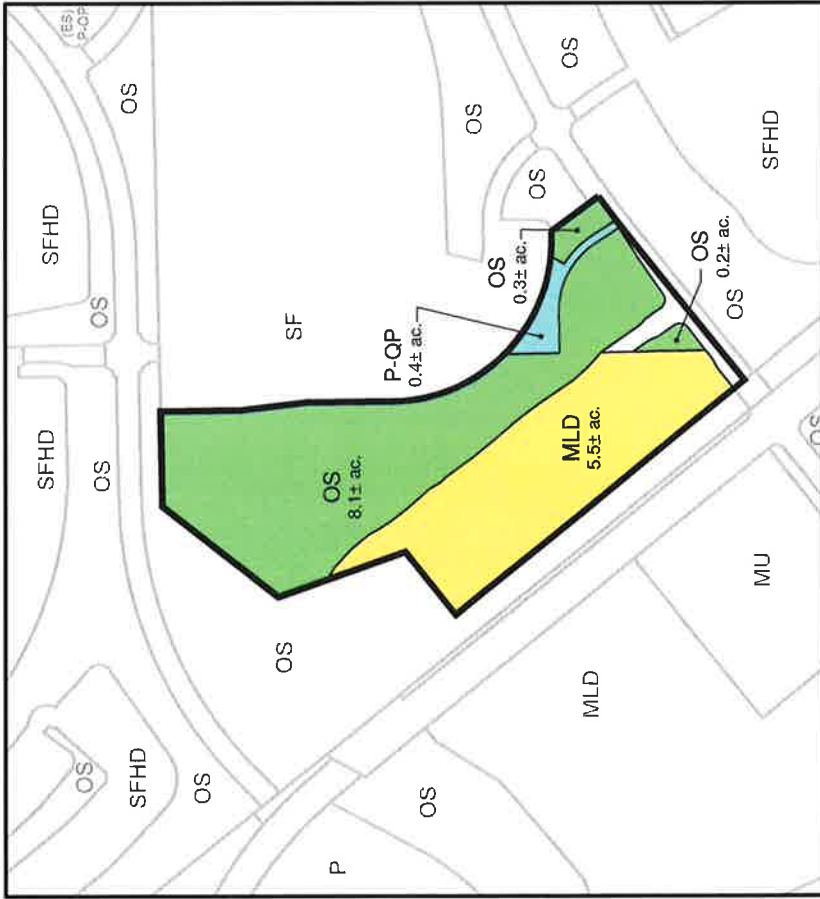 (ES)
P-QP
OS
SFHD
OS
SFHD
OS
OS
SFHD
OS
OS
OS
OS
SF
OS
0.3± ac.
P-QP
0.4± ac.
OS
8.1± ac.
MLD
5.5± ac.
OS
0.2± ac.
OS
SFHD
OS
OS
P
MLD
MU
OS